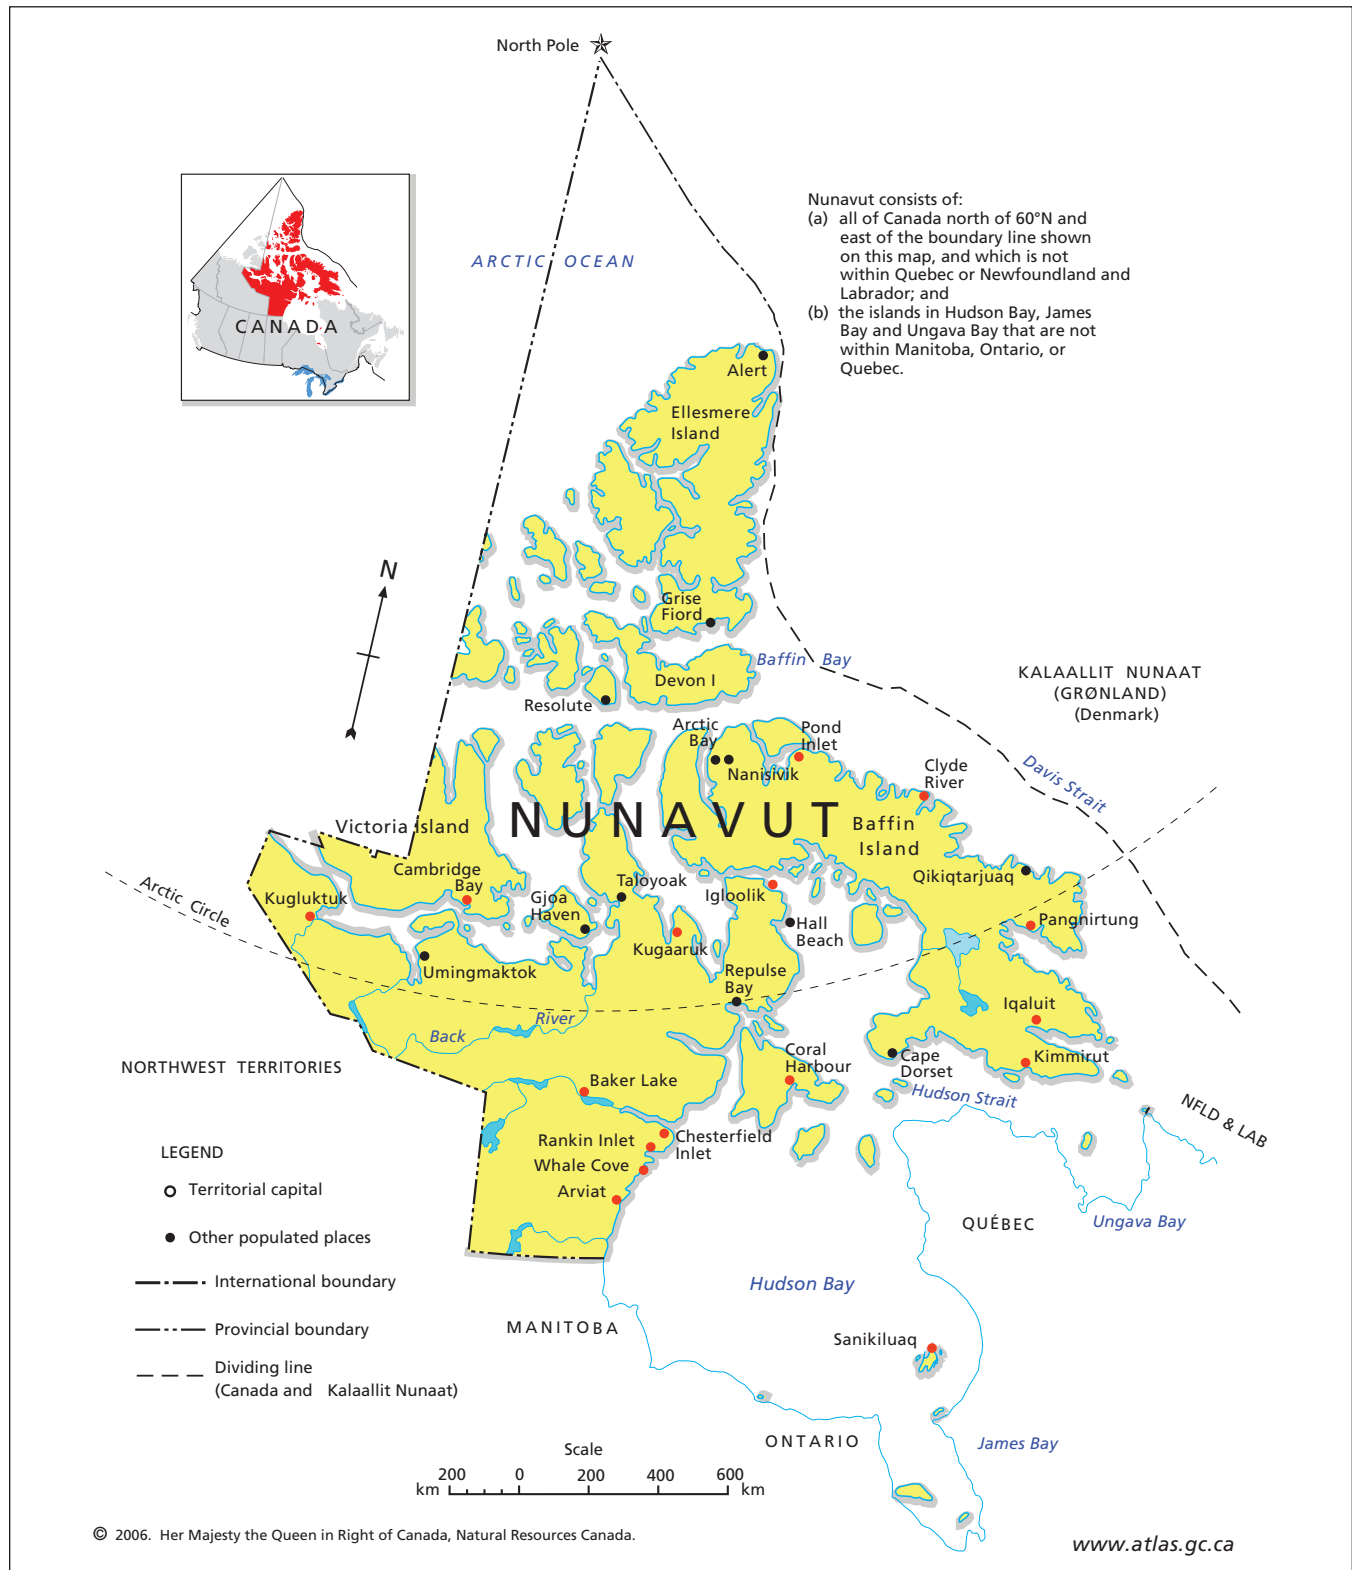 North Pole
Nunavut consists of:
(a) all of Canada north of 60°N and
east of the boundary line shown
on this map, and which is not
within Quebec or Newfoundland and
Labrador; and
(b) the islands in Hudson Bay, James
Bay and Ungava Bay that are not
within Manitoba, Ontario, or
Quebec.
ARCTIC OCEAN
CANADA
Alert
Ellesmere
Island
N
Grise
Fiord
Baffin Bay
KALAALLIT NUNAAT
(GRØNLAND)
(Denmark)
Devon I
Resolute
Arctic
Bay
Pond
Inlet
Nanisivik
Clyde
River
Davis Strait
NUNAVUT
Victoria Island
Baffin
Island
Cambridge
Bay
Arctic Circle
Kugluktuk
Gjoa
Haven
Taloyoak
Igloolik
Qikiqtarjuaq
Hall
Beach
Pangnirtung
Kugaaruk
Umingmaktok
Repulse
Bay
Iqaluit
Back
River
Coral
Harbour
Cape
Dorset
Kimmirut
NORTHWEST TERRITORIES
Baker Lake
Hudson Strait
NFLD & LAB
Rankin Inlet
Chesterfield
Inlet
Whale Cove
Arviat
QUÉBEC
Ungava Bay
LEGEND
Territorial capital
Other populated places
International boundary
Provincial boundary
Dividing line
(Canada and Kalaallit Nunaat)
Hudson Bay
MANITOBA
Sanikiluaq
ONTARIO
James Bay
Scale
200 0 200 400 600
km km
© 2006. Her Majesty the Queen in Right of Canada, Natural Resources Canada.
www.atlas.gc.ca